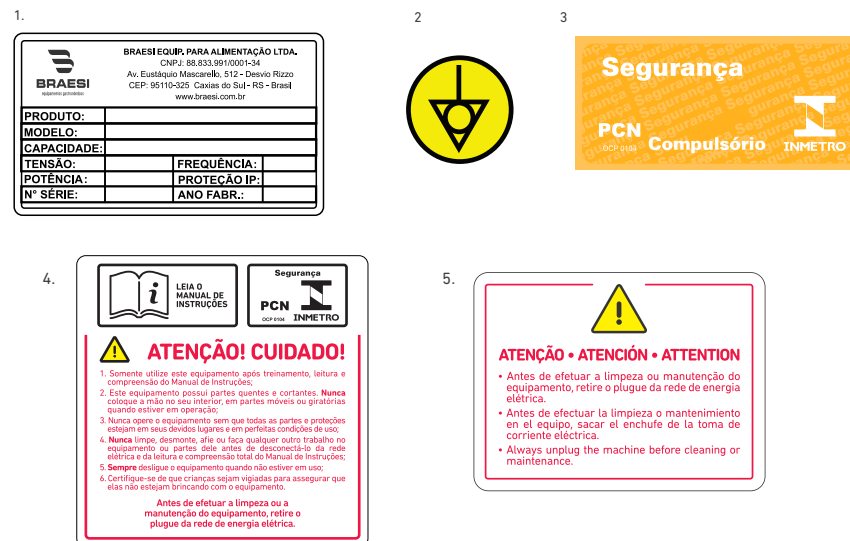 1.
BRAESI
equipamentos gastronômicos
BRAESI EQUIP. PARA ALIMENTAÇÃO LTDA.
CNPJ: 88.833.991/0001-34
Av. Eustáquio Mascarello, 512 - Desvio Rizzo
CEP: 95110-325 Caxias do Sul - RS - Brasil
www.braesi.com.br
PRODUTO:
MODELO:
CAPACIDADE:
TENSÃO: FREQUÊNCIA:
POTÊNCIA: PROTEÇÃO IP:
N° SÉRIE: ANO FABR.:
2
3
Segurança
PCN
OCP 0104
Compulsório
INMETRO
4.
LEIA O
MANUAL DE
INSTRUÇÕES
Segurança
PCN
OCP 0104
INMETRO
ATENÇÃO! CUIDADO!
1. Somente utilize este equipamento após treinamento, leitura e
compreensão do Manual de Instruções;
2. Este equipamento possui partes quentes e cortantes. Nunca
coloque a mão no seu interior, em partes móveis ou giratórias
quando estiver em operação;
3. Nunca opere o equipamento sem que todas as partes e proteções
estejam em seus devidos lugares e em perfeitas condições de uso;
4. Nunca limpe, desmonte, afie ou faça qualquer outro trabalho no
equipamento ou partes dele antes de desconectá-lo da rede
elétrica e da leitura e compreensão total do Manual de Instruções;
5. Sempre desligue o equipamento quando não estiver em uso;
6. Certifique-se de que crianças sejam vigiadas para assegurar que
elas não estejam brincando com o equipamento.
Antes de efetuar a limpeza ou a
manutenção do equipamento, retire o
plugue da rede de energia elétrica.
5.
ATENÇÃO • ATENCIÓN • ATTENTION
• Antes de efetuar a limpeza ou manutenção do
equipamento, retire o plugue da rede de energia
elétrica.
• Antes de efectuar la limpieza o mantenimiento
en el equipo, sacar el enchufe de la toma de
corriente eléctrica.
• Always unplug the machine before cleaning or
maintenance.